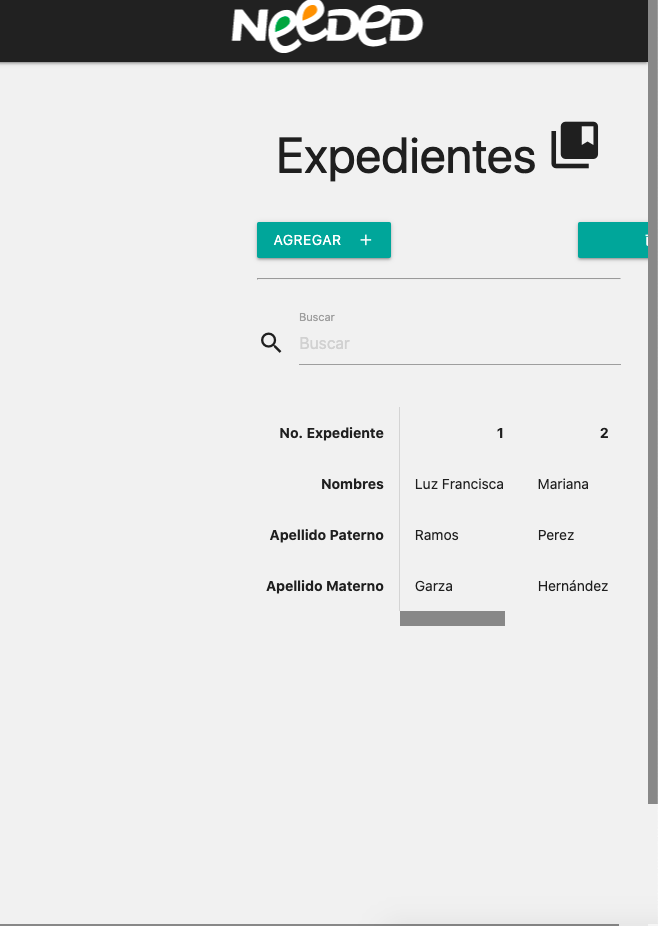 NeeDeD
Expedientes
AGREGAR +
Buscar
Buscar
No. Expediente 1 2
Nombres Luz Francisca Mariana
Apellido Paterno Ramos Perez
Apellido Materno Garza Hernández